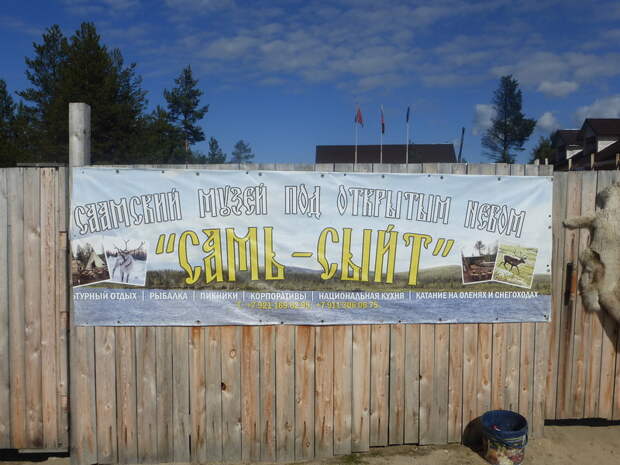 СААМСКИЙ МУЗЕЙ ПОД ОТКРЫТЫМ НЕБОМ
"САМЬ-СЫЙТ"
ТУРНЫЙ ОТДЫХ | РЫБАЛКА | ПИКНИКИ | КОРПОРАТИВЫ | НАЦИОНАЛЬНАЯ КУХНЯ | КАТАНИЕ НА ОЛЕНЯХ И СНЕГОХОДАХ